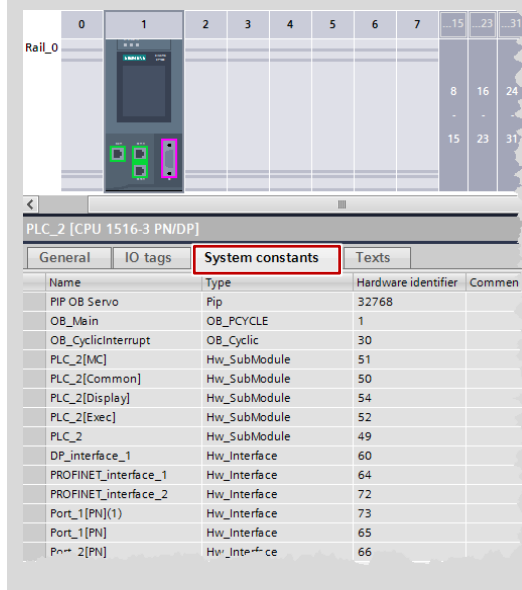 0 1 2 3 4 5 6 7 ...15 ...23 ...31
Rail_0
SIEMENS
8 16 24
- - -
15 23 31
PLC_2 [CPU 1516-3 PN/DP]
General IO tags System constants Texts
Name Type Hardware identifier Commen
PIP OB Servo Pip 32768
OB_Main OB_PCYCLE 1
OB_CyclicInterrupt OB_Cyclic 30
PLC_2[MC] Hw_SubModule 51
PLC_2[Common] Hw_SubModule 50
PLC_2[Display] Hw_SubModule 54
PLC_2[Exec] Hw_SubModule 52
PLC_2 Hw_SubModule 49
DP_interface_1 Hw_Interface 60
PROFINET_interface_1 Hw_Interface 64
PROFINET_interface_2 Hw_Interface 72
Port_1[PN](1) Hw_Interface 73
Port_1[PN] Hw_Interface 65
Port_2[PN] Hw_Interface 66